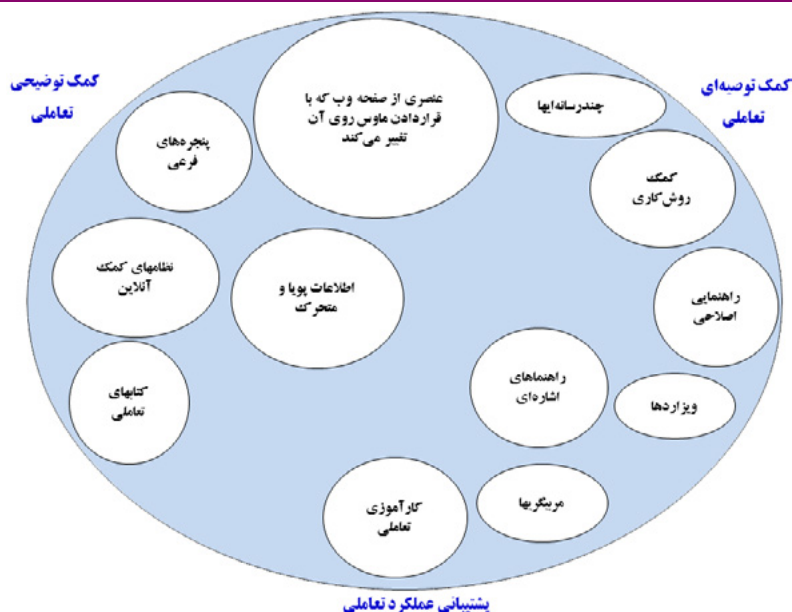 کمک توصیه‌ای
تعاملی
کمک توضیحی
تعاملی
عنصری از صفحه وب که با
قراردادن ماوس روی آن
تغییر می‌کند
چندرسانه‌ایها
پنجره‌های
فرعی
کمک
روش‌کاری
نظامهای کمک
آنلاین
اطلاعات پویا و
متحرک
راهنمایی
اصلاحی
راهنماهای
اشاره‌ای
کتابهای
تعاملی
ویزاردها
مربیگریها
کارآموزی
تعاملی
پشتیبانی عملکرد تعاملی